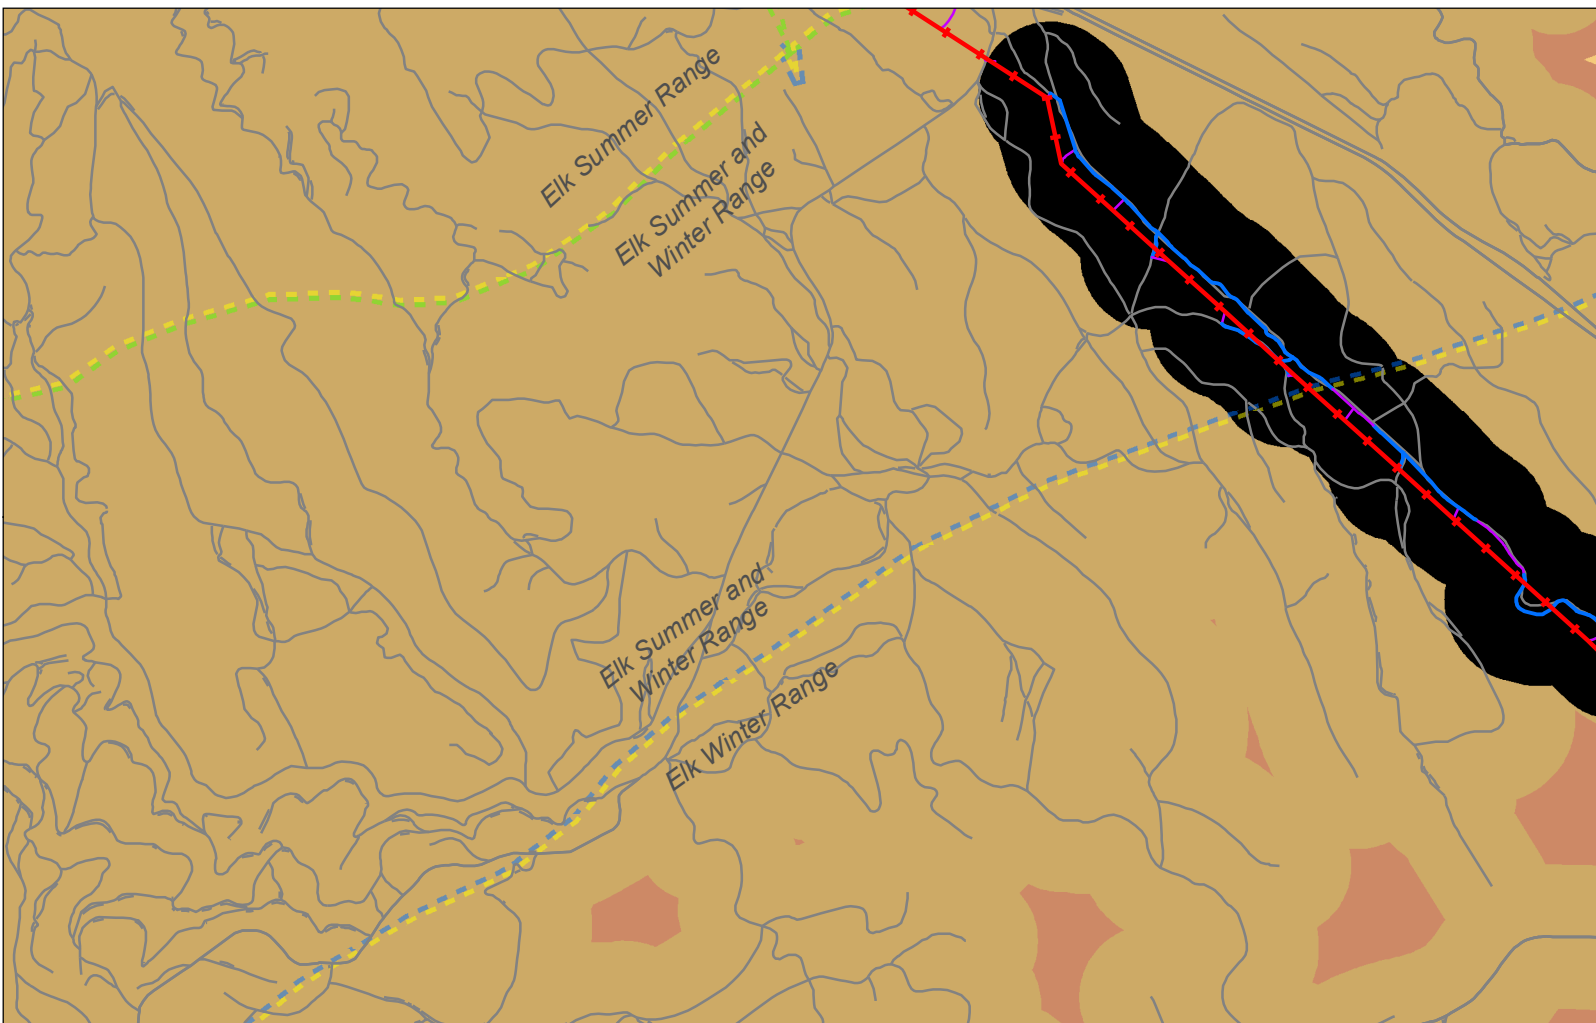 Elk Summer Range
Elk Summer and
Winter Range
Elk Summer and
Winter Range
Elk Winter Range